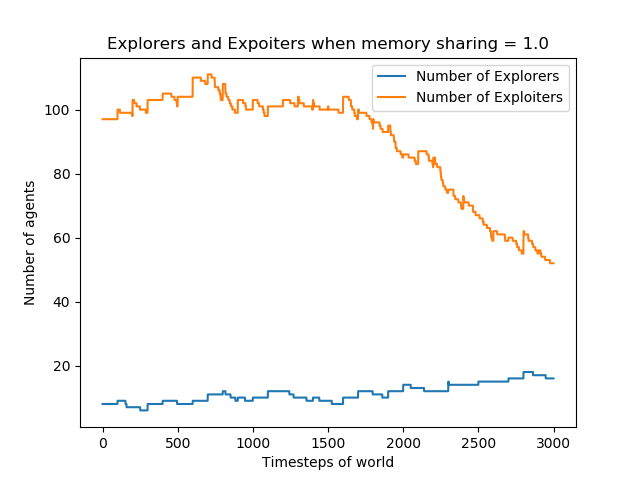 Explorers and Expoiters when memory sharing = 1.0
Number of Explorers
Number of Exploiters
100
80
60
40
20
Number of agents
0 500 1000 1500 2000 2500 3000
Timesteps of world